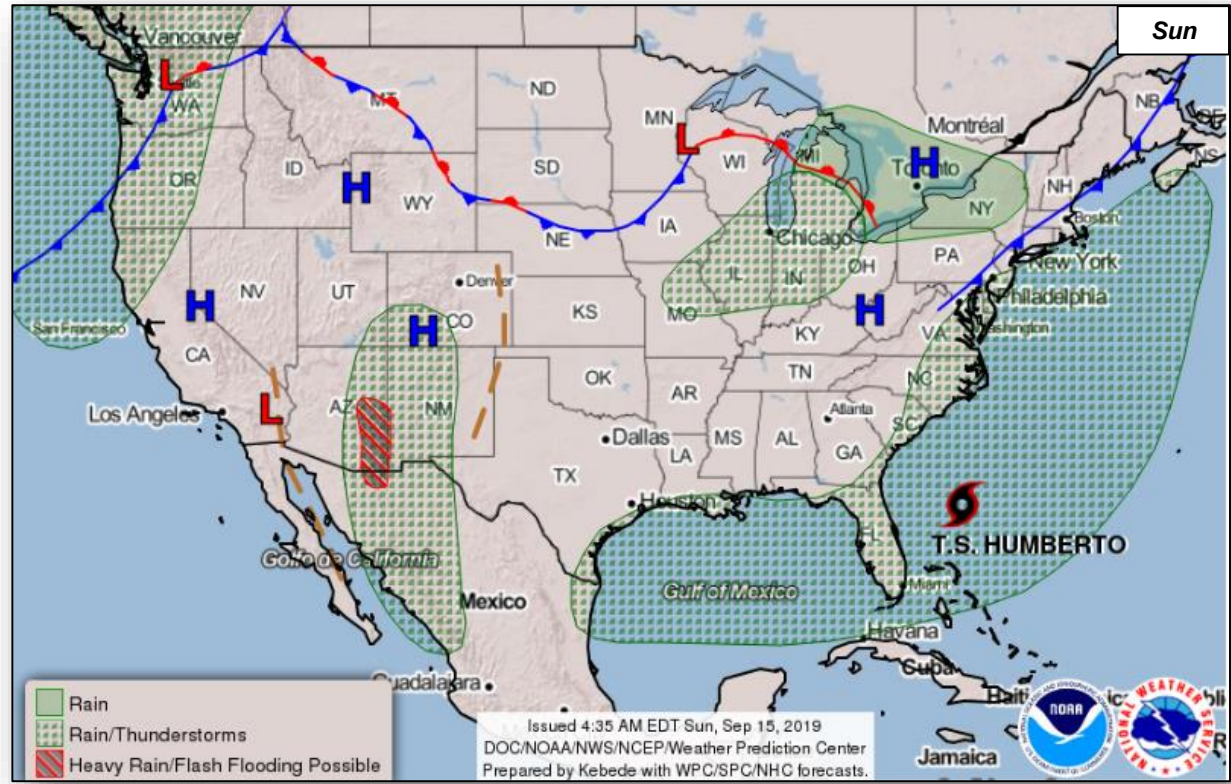 Sun
Vancouver
L
WA
MT
ND
MN
L
NB
Montréal
OR
ID
H
WY
SD
WI
MI
H
Toronto
NH
NY
Boston
IA
NE
Chicago
PA
New York
H
NV
UT
Denver
H
CO
KS
MO
IL
IN
OH
H
Philadelphia
San Francisco
CA
KY
VA
Washington
Los Angeles
L
AZ
NM
OK
AR
TN
NC
Atlanta
SC
Dallas
MS
AL
GA
LA
TX
Houston
FL
T.S. HUMBERTO
Golfo de California
Gulf of Mexico
Miami
Mexico
Havana
Cuba
Guadalajara
Haiti
Jamaica
Rain
Rain/Thunderstorms
Heavy Rain/Flash Flooding Possible
Issued 4:35 AM EDT Sun, Sep 15, 2019
DOC/NOAA/NWS/NCEP/Weather Prediction Center
Prepared by Kebede with WPC/SPC/NHC forecasts.
NOAA
NATIONAL WEATHER SERVICE